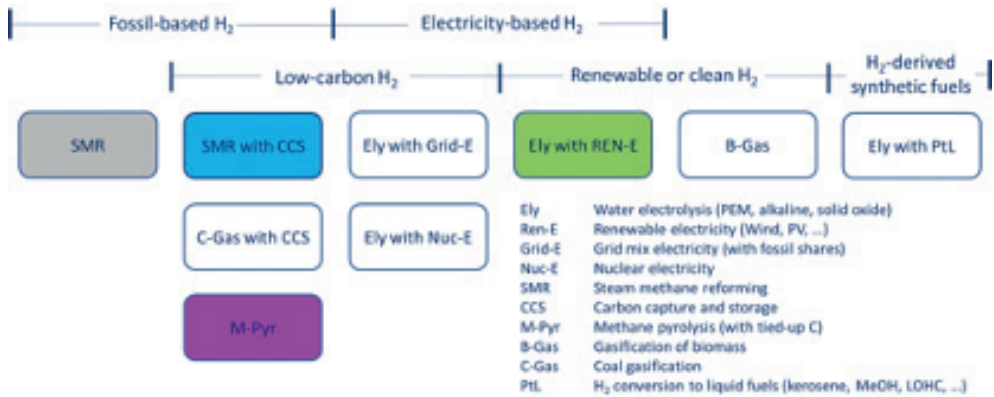 Fossil-based H₂ Electricity-based H₂
Low-carbon H₂ Renewable or clean H₂ H₂-derived
synthetic fuels
SMR SMR with CCS Ely with Grid-E Ely with REN-E B-Gas Ely with PtL
C-Gas with CCS Ely with Nuc-E
M-Pyr
Ely Water electrolysis (PEM, alkaline, solid oxide)
Ren-E Renewable electricity (Wind, PV, ...)
Grid-E Grid mix electricity (with fossil shares)
Nuc-E Nuclear electricity
SMR Steam methane reforming
CCS Carbon capture and storage
M-Pyr Methane pyrolysis (with tied-up C)
B-Gas Gasification of biomass
C-Gas Coal gasification
PtL H₂ conversion to liquid fuels (kerosene, MeOH, LOHC, ...)